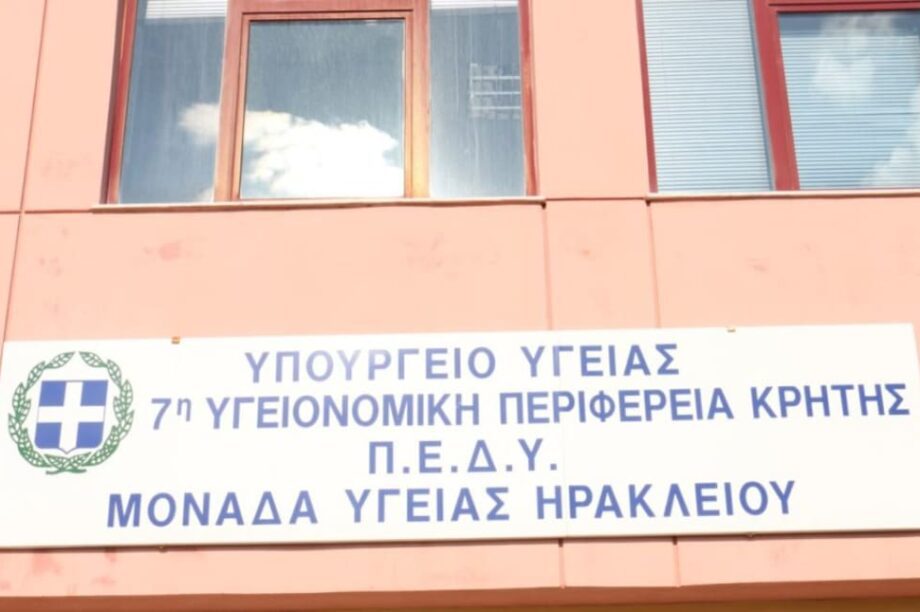 ΥΠΟΥΡΓΕΙΟ ΥΓΕΙΑΣ
7η ΥΓΕΙΟΝΟΜΙΚΗ ΠΕΡΙΦΕΡΕΙΑ ΚΡΗΤΗΣ
Π.Ε.Δ.Υ.
ΜΟΝΑΔΑ ΥΓΕΙΑΣ ΗΡΑΚΛΕΙΟΥ